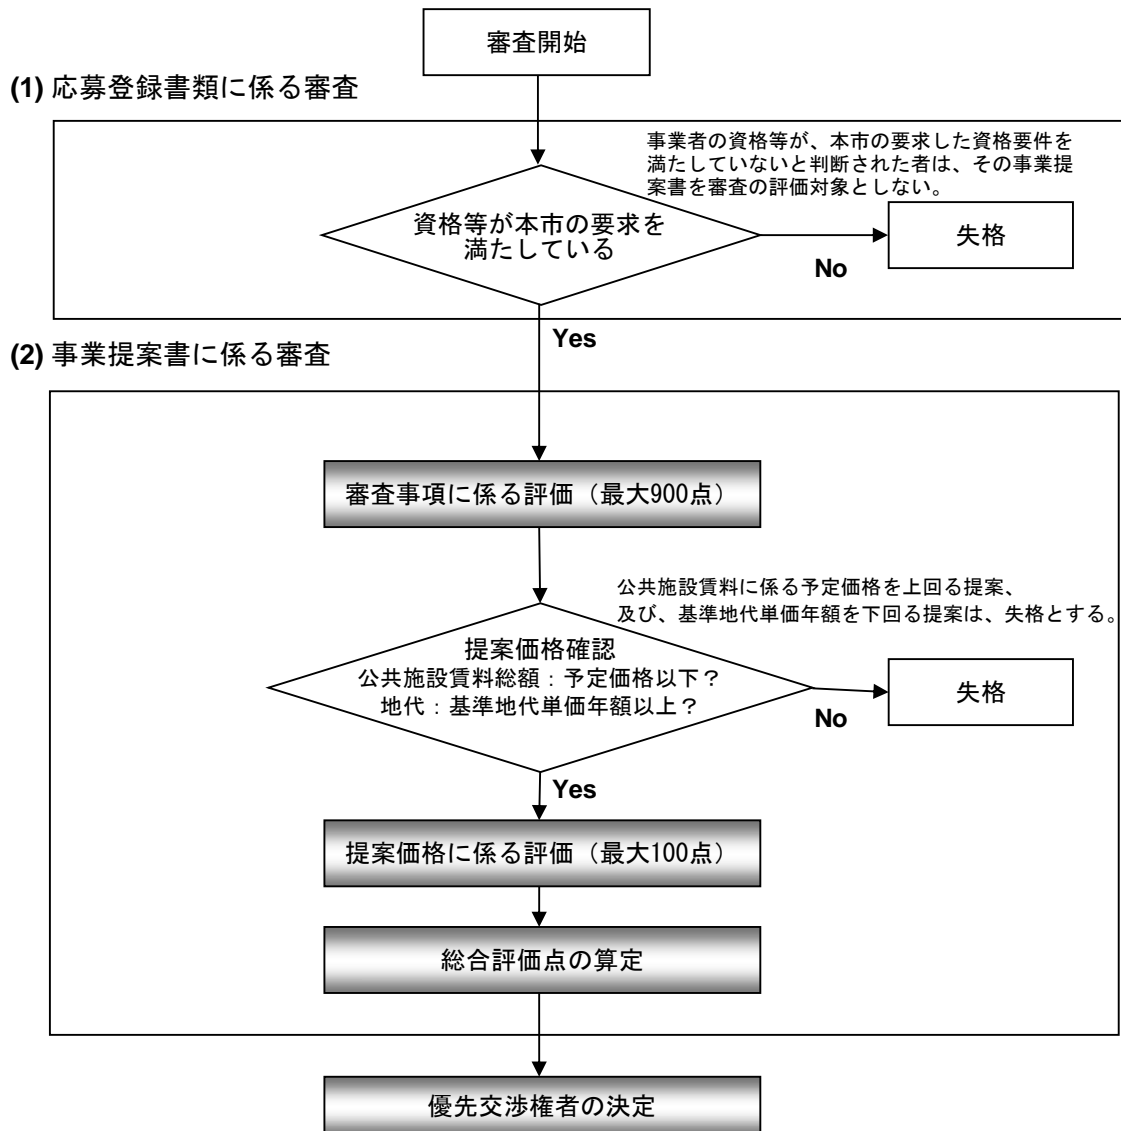 審査開始
(1) 応募登録書類に係る審査
事業者の資格等が、本市の要求した資格要件を
満たしていないと判断された者は、その事業提
案書を審査の評価対象としない。
資格等が本市の要求を
満たしている
失格
No
Yes
(2) 事業提案書に係る審査
審査事項に係る評価（最大900点）
公共施設賃料に係る予定価格を上回る提案、
及び、基準地代単価年額を下回る提案は、失格とする。
提案価格確認
公共施設賃料総額：予定価格以下？
地代：基準地代単価年額以上？
失格
No
Yes
提案価格に係る評価（最大100点）
総合評価点の算定
優先交渉権者の決定